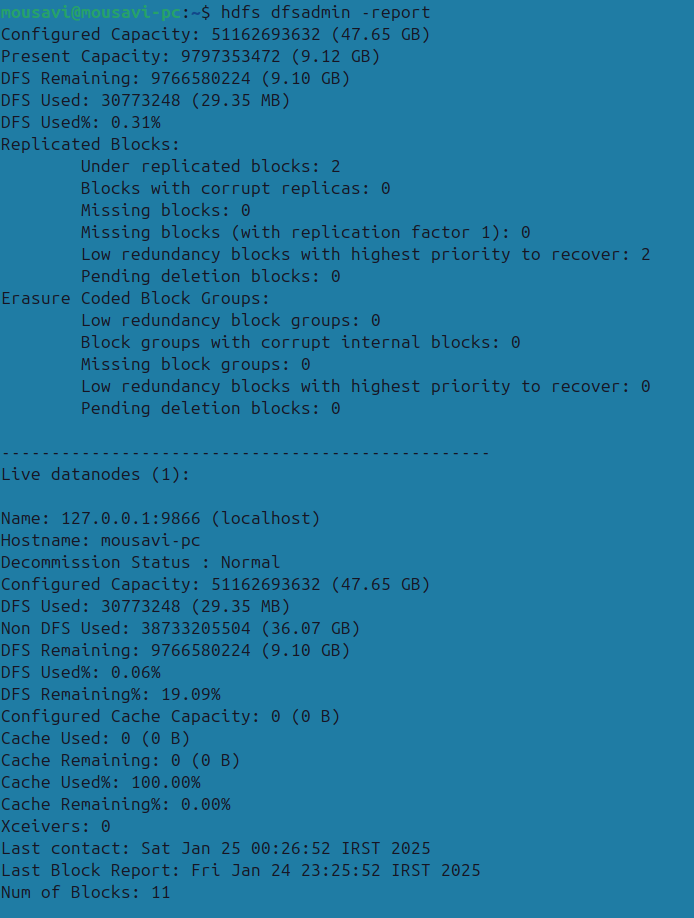 mousavi@mousavi-pc:~$ hdfs dfsadmin -report
Configured Capacity: 51162693632 (47.65 GB)
Present Capacity: 9797353472 (9.12 GB)
DFS Remaining: 9766580224 (9.10 GB)
DFS Used: 30773248 (29.35 MB)
DFS Used%: 0.31%
Replicated Blocks:
        Under replicated blocks: 2
        Blocks with corrupt replicas: 0
        Missing blocks: 0
        Missing blocks (with replication factor 1): 0
        Low redundancy blocks with highest priority to recover: 2
        Pending deletion blocks: 0
Erasure Coded Block Groups:
        Low redundancy block groups: 0
        Block groups with corrupt internal blocks: 0
        Missing block groups: 0
        Low redundancy blocks with highest priority to recover: 0
        Pending deletion blocks: 0

-------------------------------------------------
Live datanodes (1):

Name: 127.0.0.1:9866 (localhost)
Hostname: mousavi-pc
Decommission Status : Normal
Configured Capacity: 51162693632 (47.65 GB)
DFS Used: 30773248 (29.35 MB)
Non DFS Used: 38733205504 (36.07 GB)
DFS Remaining: 9766580224 (9.10 GB)
DFS Used%: 0.06%
DFS Remaining%: 19.09%
Configured Cache Capacity: 0 (0 B)
Cache Used: 0 (0 B)
Cache Remaining: 0 (0 B)
Cache Used%: 100.00%
Cache Remaining%: 0.00%
Xceivers: 0
Last contact: Sat Jan 25 00:26:52 IRST 2025
Last Block Report: Fri Jan 24 23:25:52 IRST 2025
Num of Blocks: 11